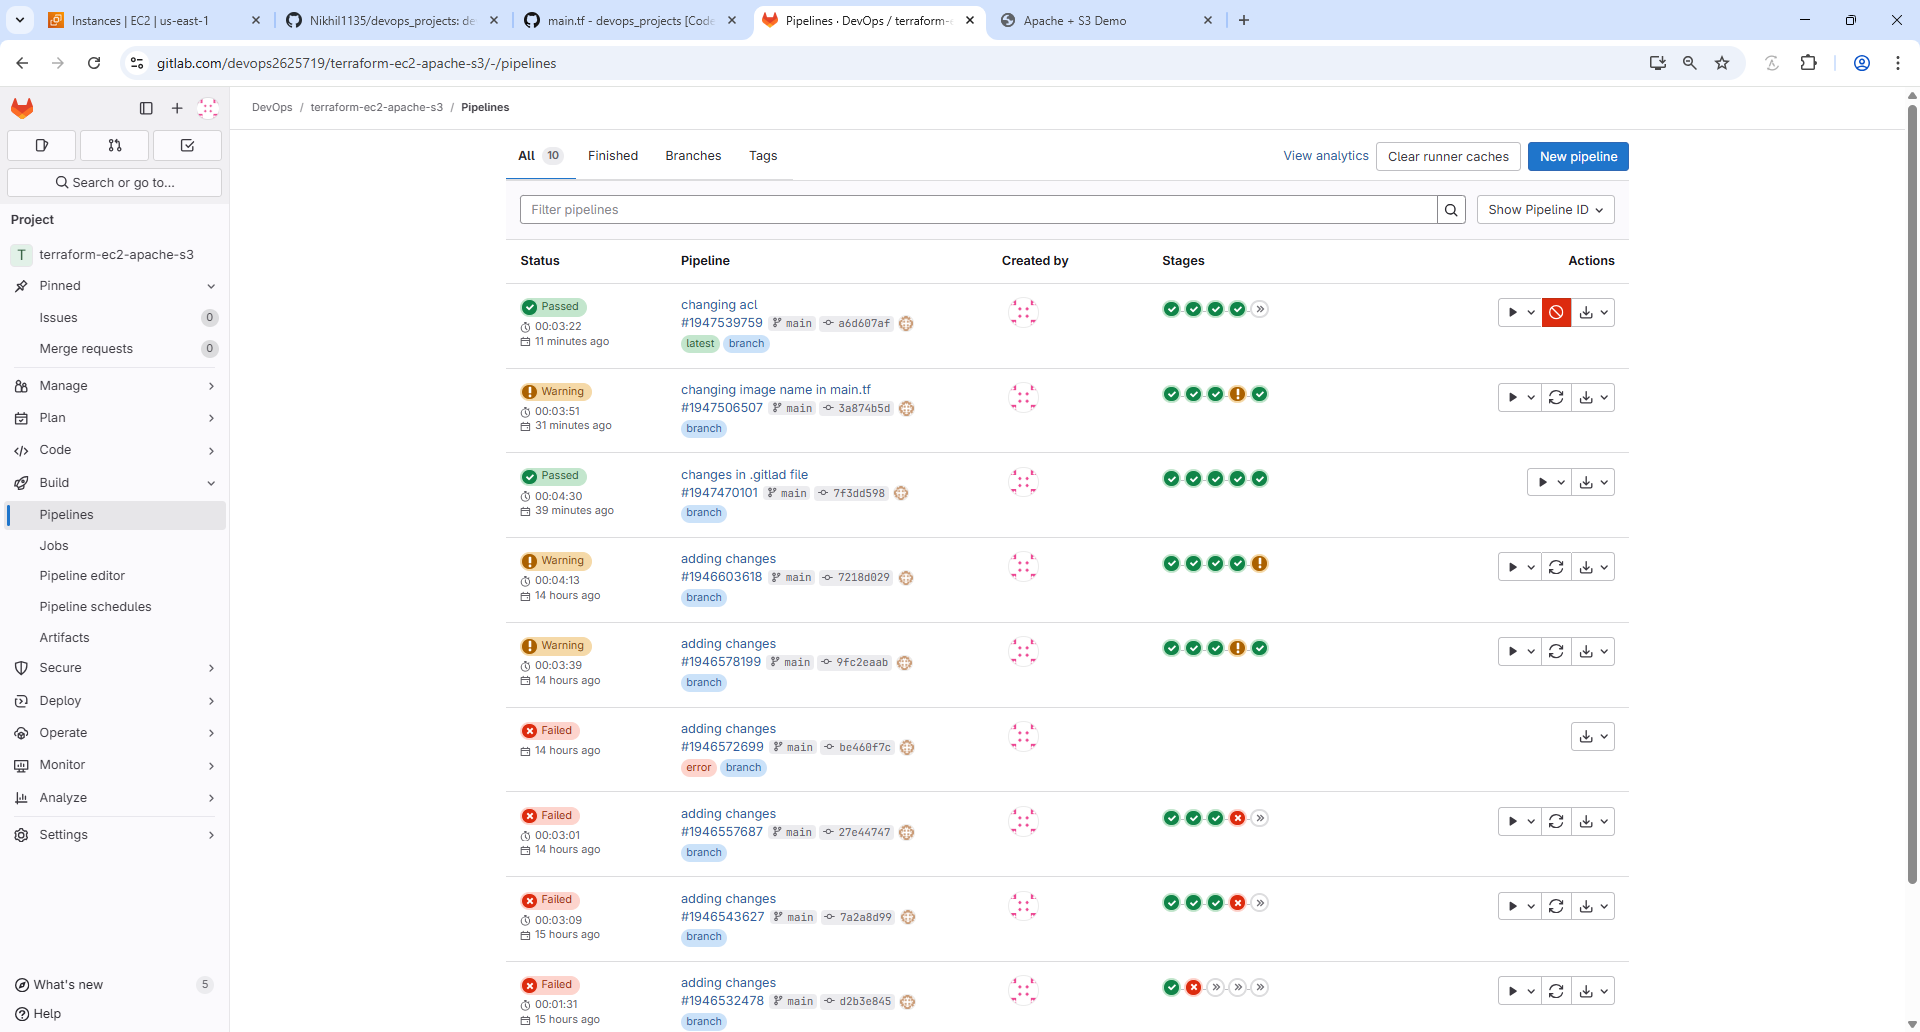 Instances | EC2 | us-east-1
Nikhil1135/devops_projects: de
main.tf - devops_projects [Code
Pipelines · DevOps / terraform-e
Apache + S3 Demo
gitlab.com/devops2625719/terraform-ec2-apache-s3/-/pipelines
DevOps / terraform-ec2-apache-s3 / Pipelines
Search or go to...
Project
T terraform-ec2-apache-s3
Pinned
Issues 0
Merge requests 0
Manage
Plan
Code
Build
Pipelines
Jobs
Pipeline editor
Pipeline schedules
Artifacts
Secure
Deploy
Operate
Monitor
Analyze
Settings
What's new 5
Help
All 10 Finished Branches Tags
View analytics Clear runner caches New pipeline
Filter pipelines Show Pipeline ID
Status Pipeline Created by Stages Actions
Passed
00:03:22
11 minutes ago
changing acl
#1947539759 main a6d607af
latest branch
Warning
00:03:51
31 minutes ago
changing image name in main.tf
#1947506507 main 3a874b5d
branch
Passed
00:04:30
39 minutes ago
changes in .gitlad file
#1947470101 main 7f3dd598
branch
Warning
00:04:13
14 hours ago
adding changes
#1946603618 main 7218d029
branch
Warning
00:03:39
14 hours ago
adding changes
#1946578199 main 9fc2eaab
branch
Failed
14 hours ago
adding changes
#1946572699 main be460f7c
error branch
Failed
00:03:01
14 hours ago
adding changes
#1946557687 main 27e44747
branch
Failed
00:03:09
15 hours ago
adding changes
#1946543627 main 7a2a8d99
branch
Failed
00:01:31
15 hours ago
adding changes
#1946532478 main d2b3e845
branch